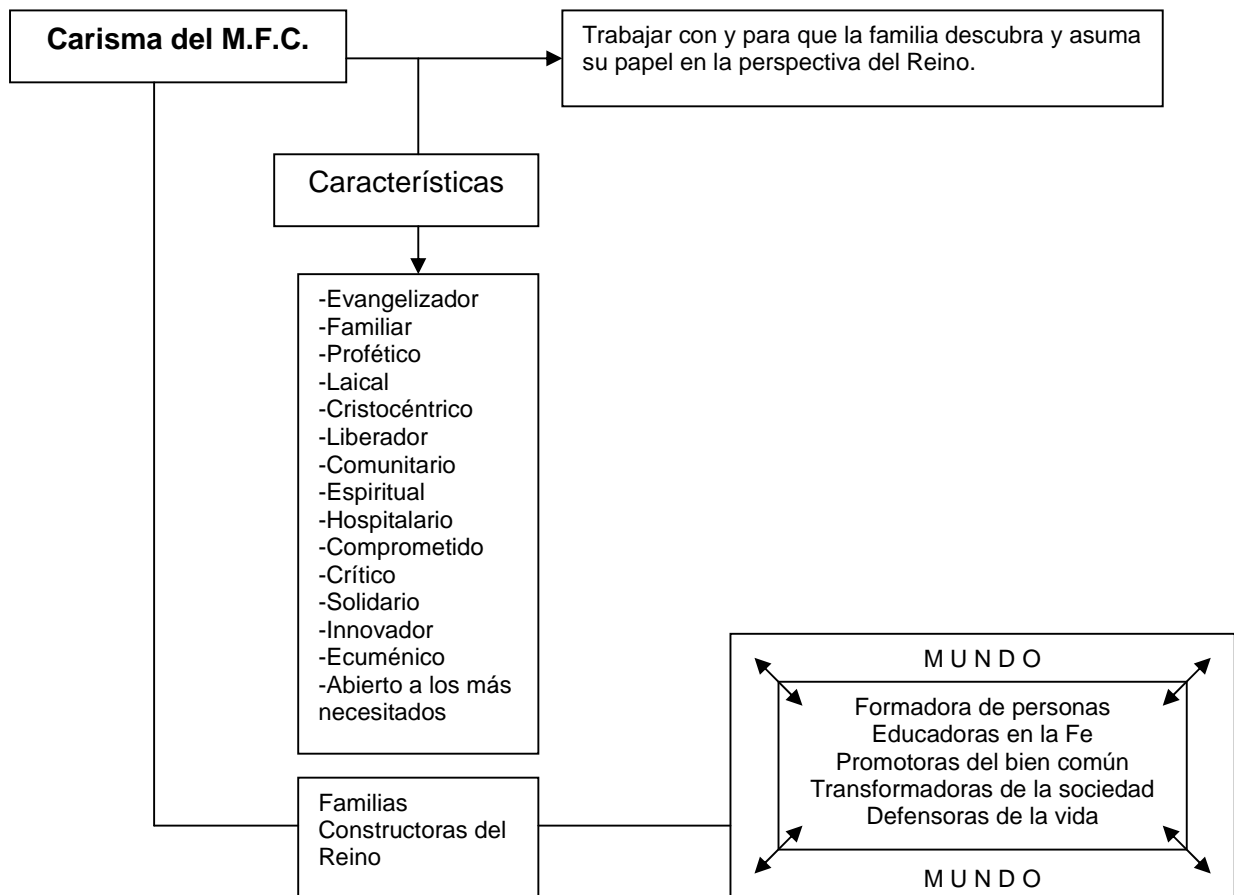 Carisma del M.F.C.
Trabajar con y para que la familia descubra y asuma
su papel en la perspectiva del Reino.
Características
-Evangelizador
-Familiar
-Profético
-Laical
-Cristocéntrico
-Liberador
-Comunitario
-Espiritual
-Hospitalario
-Comprometido
-Crítico
-Solidario
-Innovador
-Ecuménico
-Abierto a los más
necesitados
Familias
Constructoras del
Reino
M U N D O
Formadora de personas
Educadoras en la Fe
Promotoras del bien común
Transformadoras de la sociedad
Defensoras de la vida
M U N D O